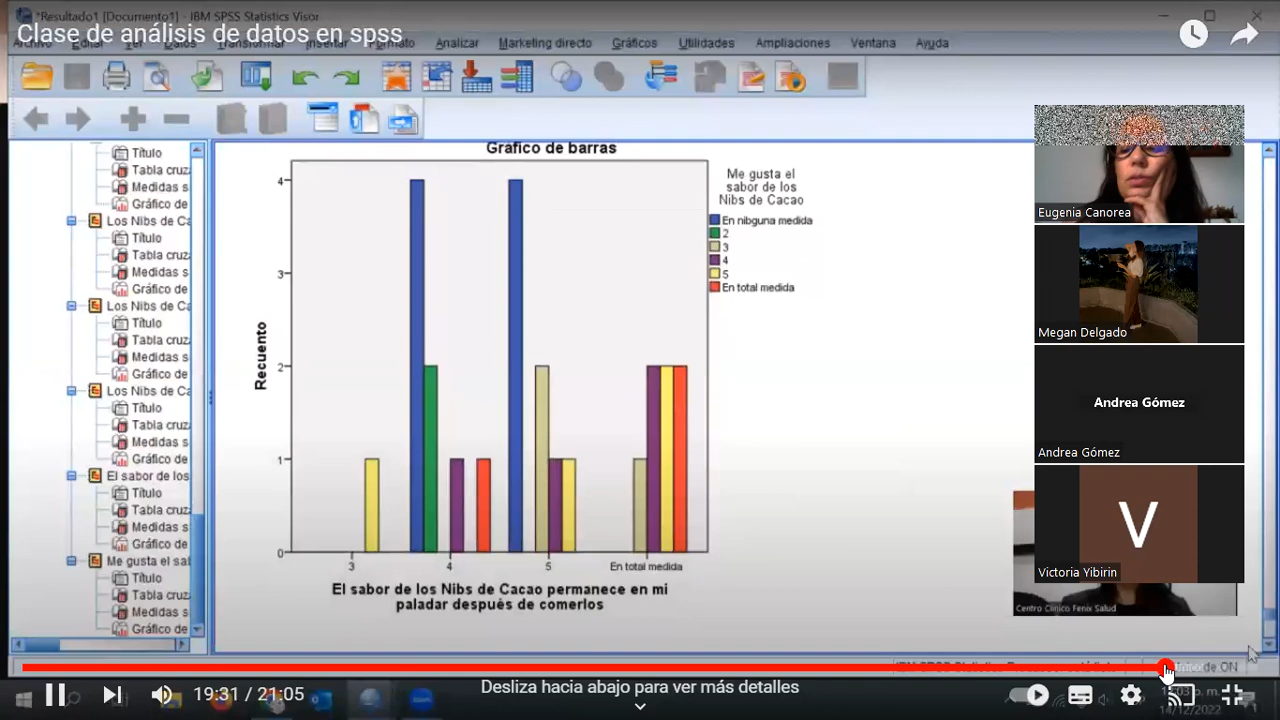 *Resultado1 [Documento1] - IBM SPSS Statistics Visor
Clase de análisis de datos en spss
Archivo Editar Ver Datos Transformar Insertar Formato Analizar Marketing directo Gráficos Utilidades Ampliaciones Ventana Ayuda
Título
Tabla cruz
Medidas s
Gráfico de
Los Nibs de Ca
Título
Tabla cruz
Medidas s
Gráfico de
Los Nibs de Ca
Título
Tabla cruz
Medidas s
Gráfico de
Los Nibs de Ca
Título
Tabla cruz
Medidas s
Gráfico de
El sabor de los
Título
Tabla cruz
Medidas s
Gráfico de
Me gusta el sat
Título
Tabla cruz
Medidas s
Gráfico de
Gráfico de barras
Recuento
4
3
2
1
0
3 4 5 En total medida
El sabor de los Nibs de Cacao permanece en mi
paladar después de comerlos
Me gusta el
sabor de los
Nibs de Cacao
En nibguna medida
2
3
4
5
En total medida
Eugenia Canorea
Megan Delgado
Andrea Gómez
Andrea Gómez
V
Victoria Yibirin
Centro Clínico Fenix Salud
19:31 / 21:05
Desliza hacia abajo para ver más detalles
14/12/2022